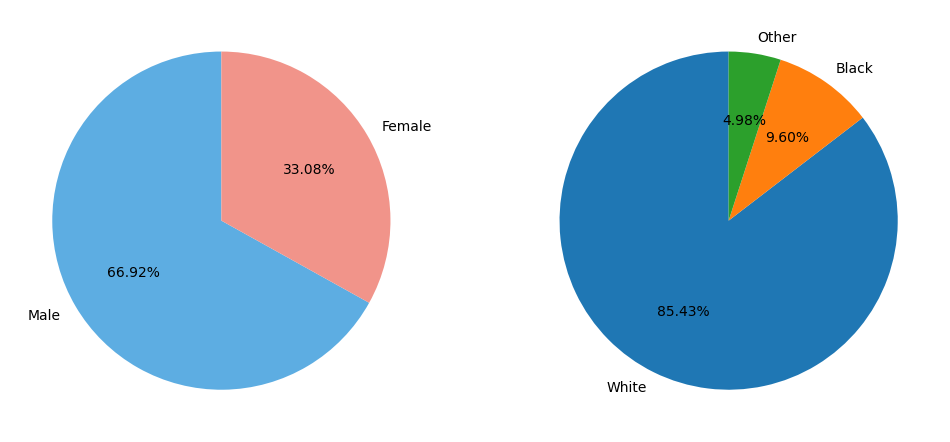 Female
33.08%
66.92%
Male
Other
Black
4.98%
9.60%
85.43%
White